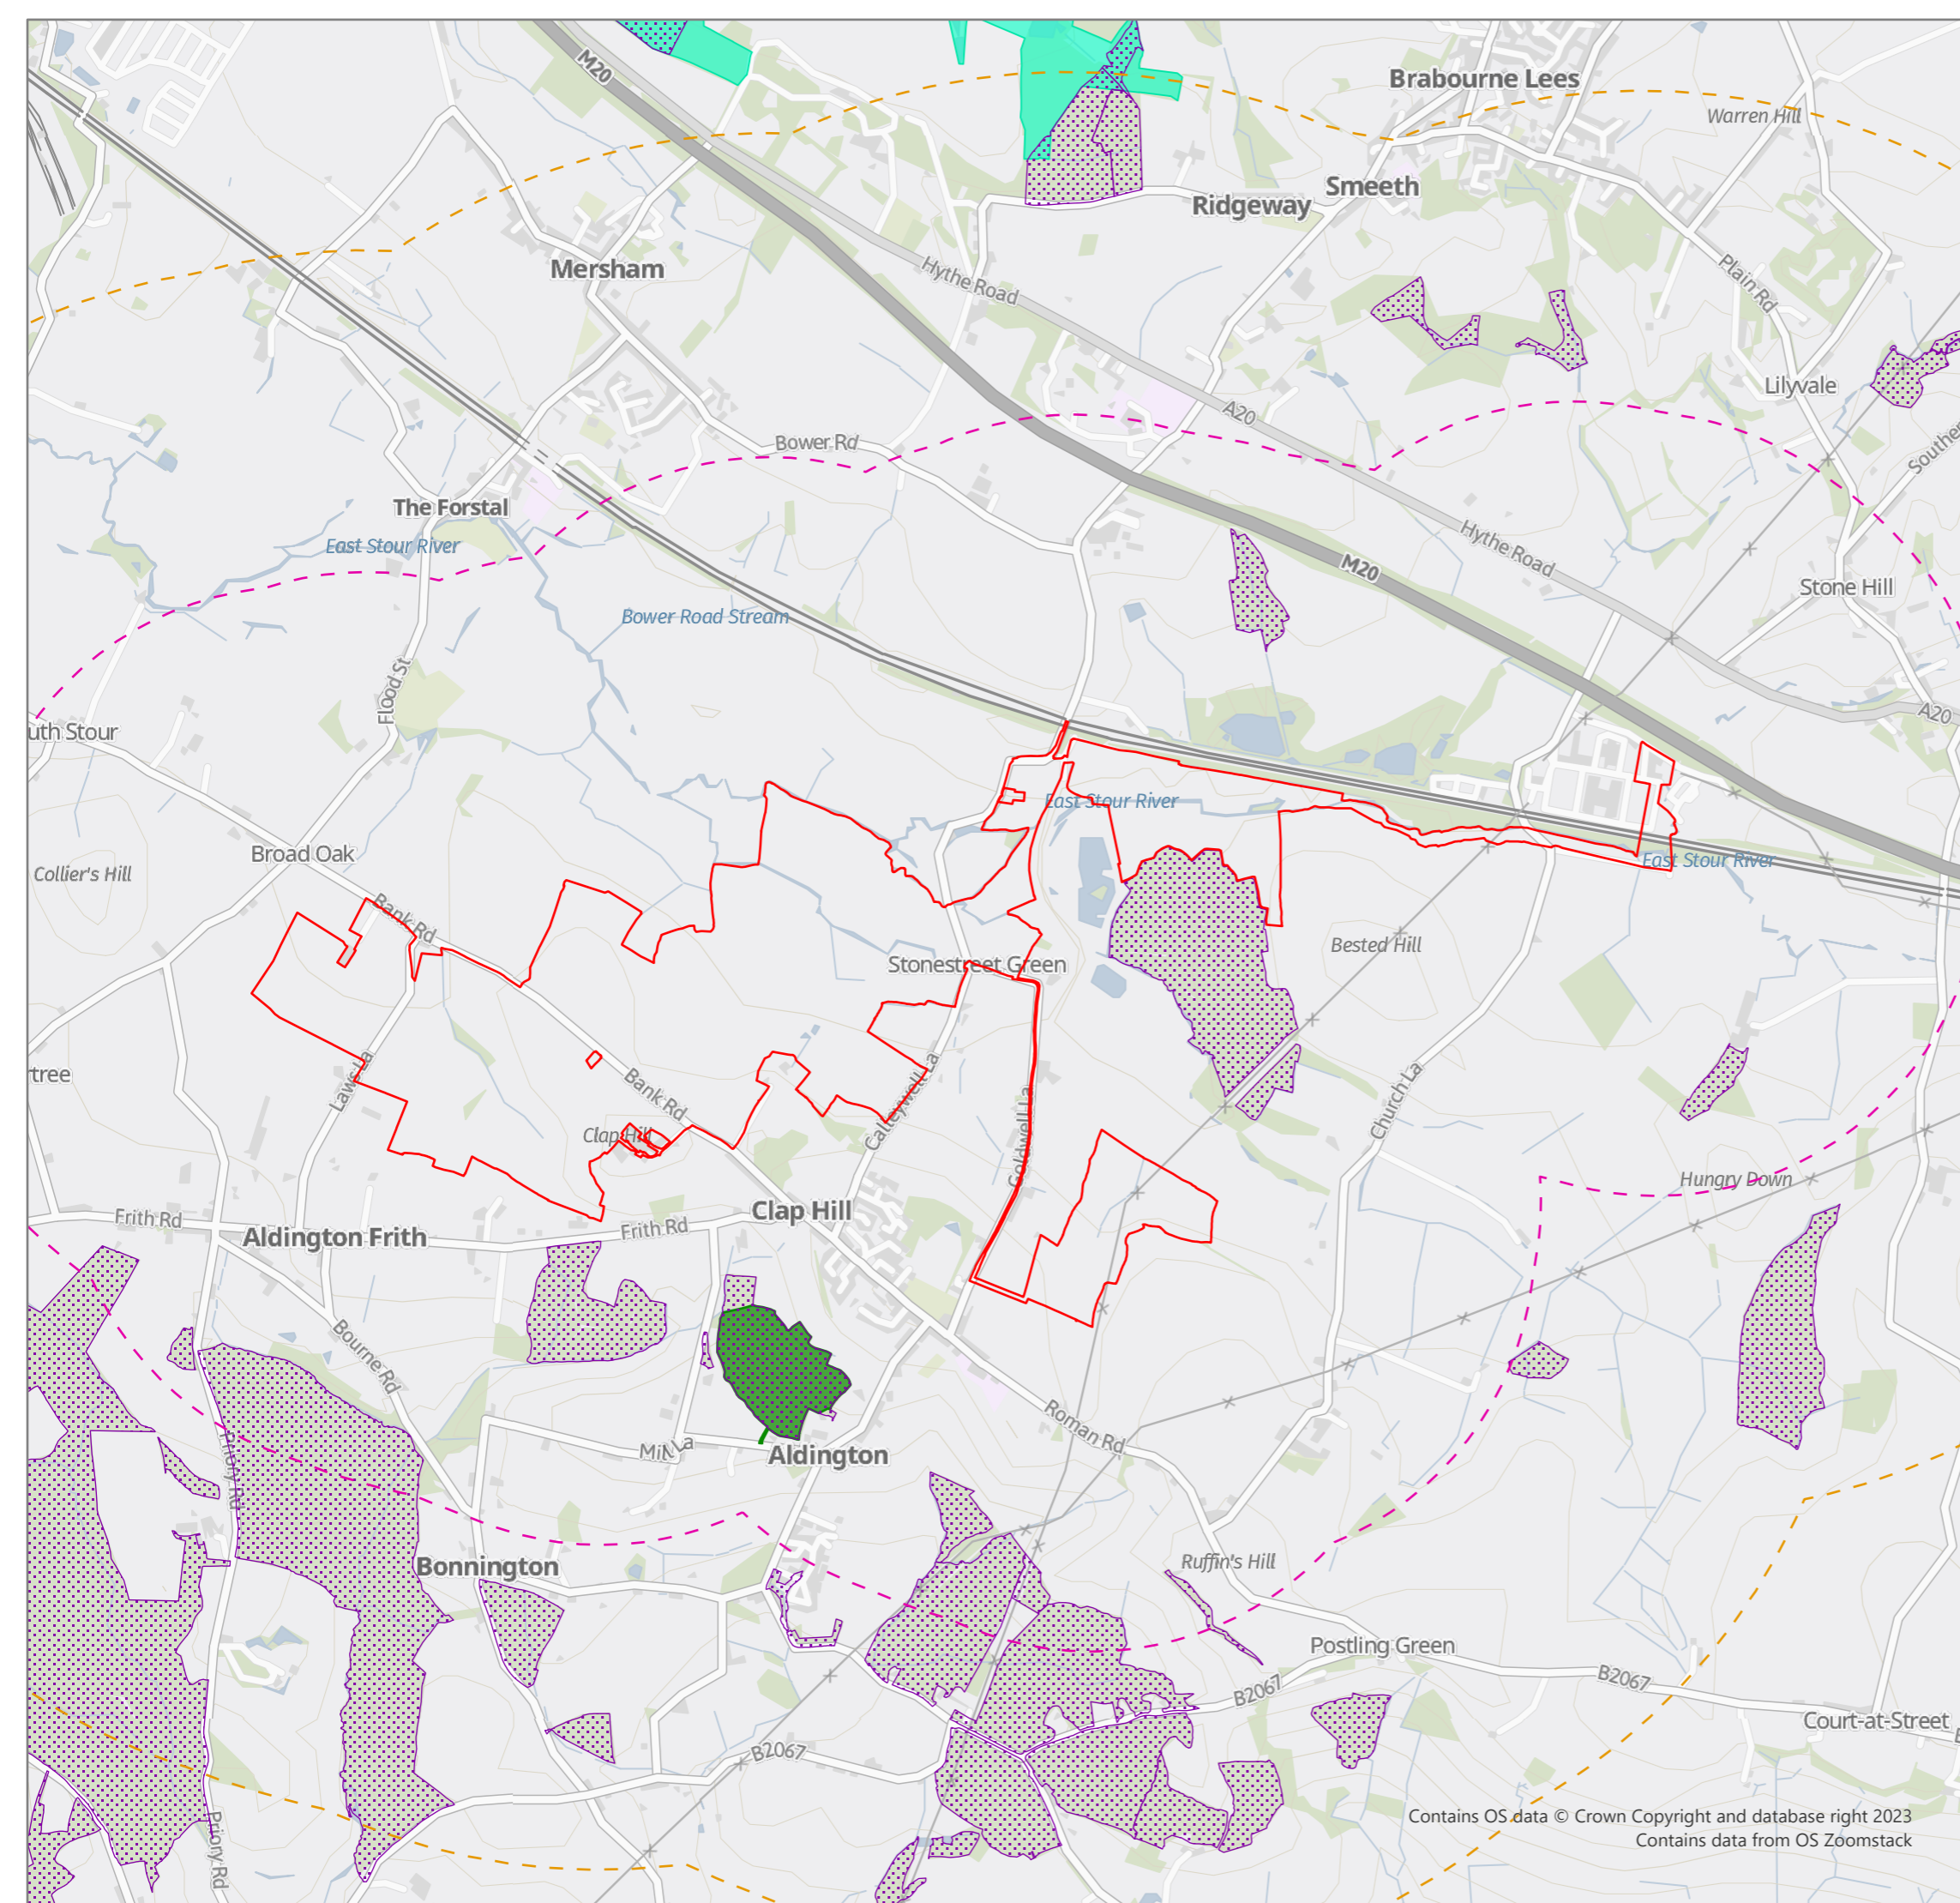 M20
Brabourne Lees
Warren Hill
Smeeth
Ridgeway
Mersham
Hythe Road
Plain Rd
Lilyvale
A20
Bower Rd
The Forstal
East Stour River
Hythe Road
M20
Stone Hill
Bower Road Stream
Flood St
uth Stour
A20
East Stour River
Broad Oak
East Stour River
Collier's Hill
Bank Rd
Bested Hill
Stonestreet Green
rtree
Laws La
Bank Rd
Calleywell La
Goldwell La
Church La
Clap Hill
Hungry Down
Frith Rd
Clap Hill
Aldington Frith
Frith Rd
Bourne Rd
Roman Rd
Mill La
Aldington
Priory Rd
Bonnington
Ruffin's Hill
Postling Green
B2067
B2067
Court-at-Street
B2067
Contains OS data © Crown Copyright and database right 2023
Contains data from OS Zoomstack
Priory Rd